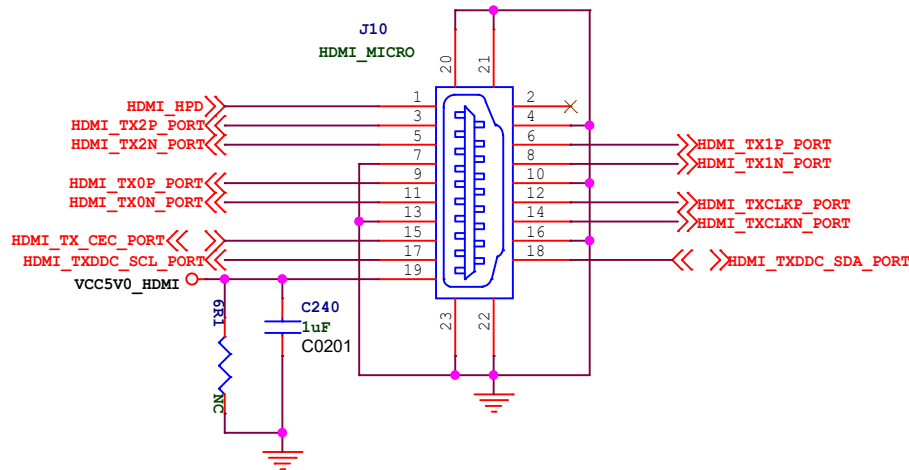 J10
HDMI_MICRO
20
21
1
2
HDMI_HPD
3
4
HDMI_TX2P_PORT
5
6
HDMI_TX2N_PORT
HDMI_TX1P_PORT
7
8
HDMI_TX1N_PORT
9
10
HDMI_TX0P_PORT
11
12
HDMI_TX0N_PORT
HDMI_TXCLKP_PORT
13
14
HDMI_TXCLKN_PORT
15
16
HDMI_TX_CEC_PORT
17
18
HDMI_TXDDC_SCL_PORT
HDMI_TXDDC_SDA_PORT
19
VCC5V0_HDMI
6R1
NC
C240
1uF
C0201
23
22